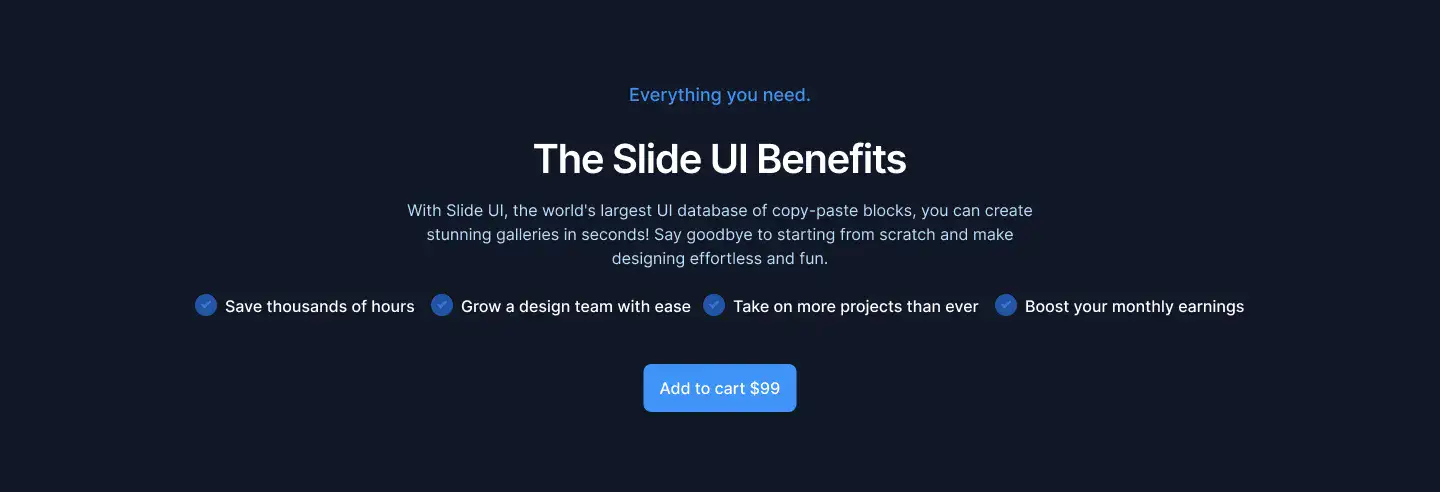 Everything you need.
The Slide UI Benefits
With Slide UI, the world's largest UI database of copy-paste blocks, you can create
stunning galleries in seconds! Say goodbye to starting from scratch and make
designing effortless and fun.
Save thousands of hours Grow a design team with ease Take on more projects than ever Boost your monthly earnings
Add to cart $99